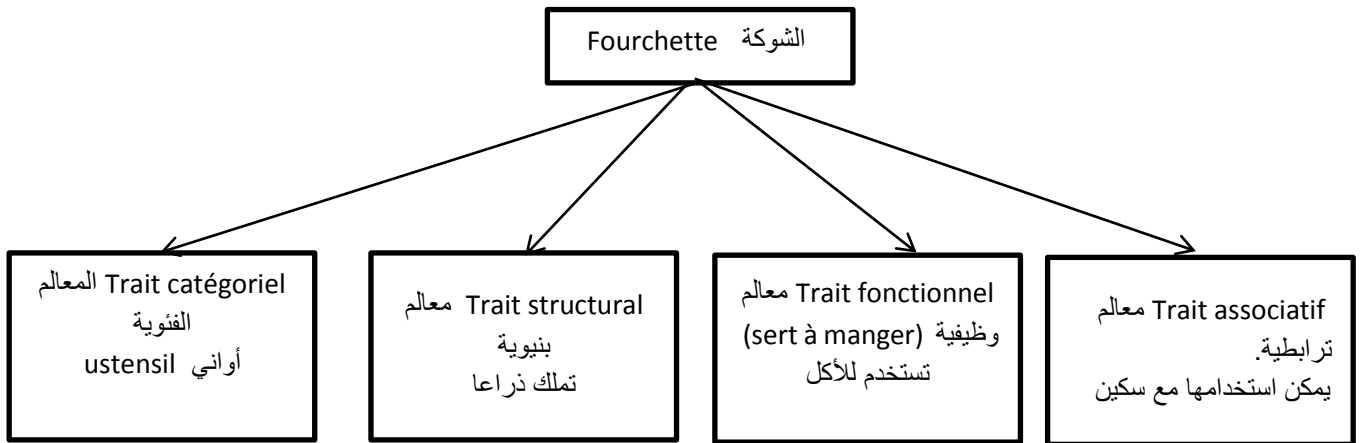 الشوكة Fourchette
Trait catégoriel المعالم
الفئوية
أواني ustensil
Trait structural معالم
بنيوية
تملك ذراعا
Trait fonctionnel معالم
وظيفية (sert à manger)
تستخدم للأكل
Trait associatif معالم
ترابطية.
يمكن استخدامها مع سكين